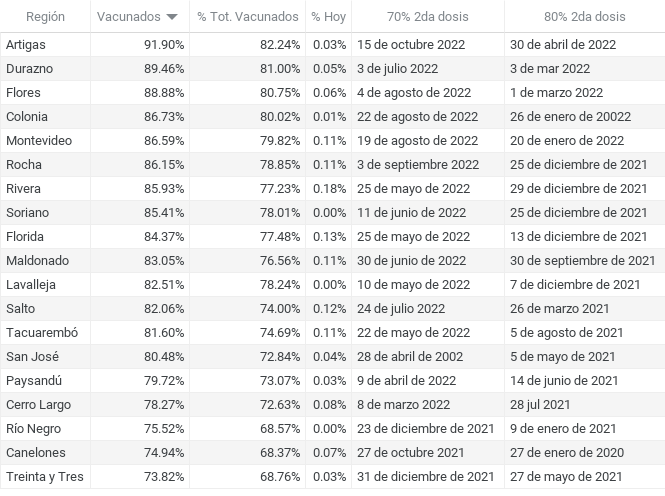 Región Vacunados % Tot. Vacunados % Hoy 70% 2da dosis 80% 2da dosis
Artigas 91.90% 82.24% 0.03% 15 de octubre 2022 30 de abril de 2022
Durazno 89.46% 81.00% 0.05% 3 de julio 2022 3 de mar 2022
Flores 88.88% 80.75% 0.06% 4 de agosto de 2022 1 de marzo 2022
Colonia 86.73% 80.02% 0.01% 22 de agosto de 2022 26 de enero de 20022
Montevideo 86.59% 79.82% 0.11% 19 de agosto de 2022 20 de enero de 2022
Rocha 86.15% 78.85% 0.11% 3 de septiembre 2022 25 de diciembre de 2021
Rivera 85.93% 77.23% 0.18% 25 de mayo de 2022 29 de diciembre de 2021
Soriano 85.41% 78.01% 0.00% 11 de junio de 2022 25 de diciembre de 2021
Florida 84.37% 77.48% 0.13% 25 de mayo de 2022 13 de diciembre de 2021
Maldonado 83.05% 76.56% 0.11% 30 de junio de 2022 30 de septiembre de 2021
Lavalleja 82.51% 78.24% 0.00% 10 de mayo de 2022 7 de diciembre de 2021
Salto 82.06% 74.00% 0.12% 24 de julio 2022 26 de marzo 2021
Tacuarembó 81.60% 74.69% 0.11% 22 de mayo de 2022 5 de agosto de 2021
San José 80.48% 72.84% 0.04% 28 de abril de 2002 5 de mayo de 2021
Paysandú 79.72% 73.07% 0.03% 9 de abril de 2022 14 de junio de 2021
Cerro Largo 78.27% 72.63% 0.08% 8 de marzo 2022 28 jul 2021
Río Negro 75.52% 68.57% 0.00% 23 de diciembre de 2021 9 de enero de 2021
Canelones 74.94% 68.37% 0.07% 27 de octubre 2021 27 de enero de 2020
Treinta y Tres 73.82% 68.76% 0.03% 31 de diciembre de 2021 27 de mayo de 2021